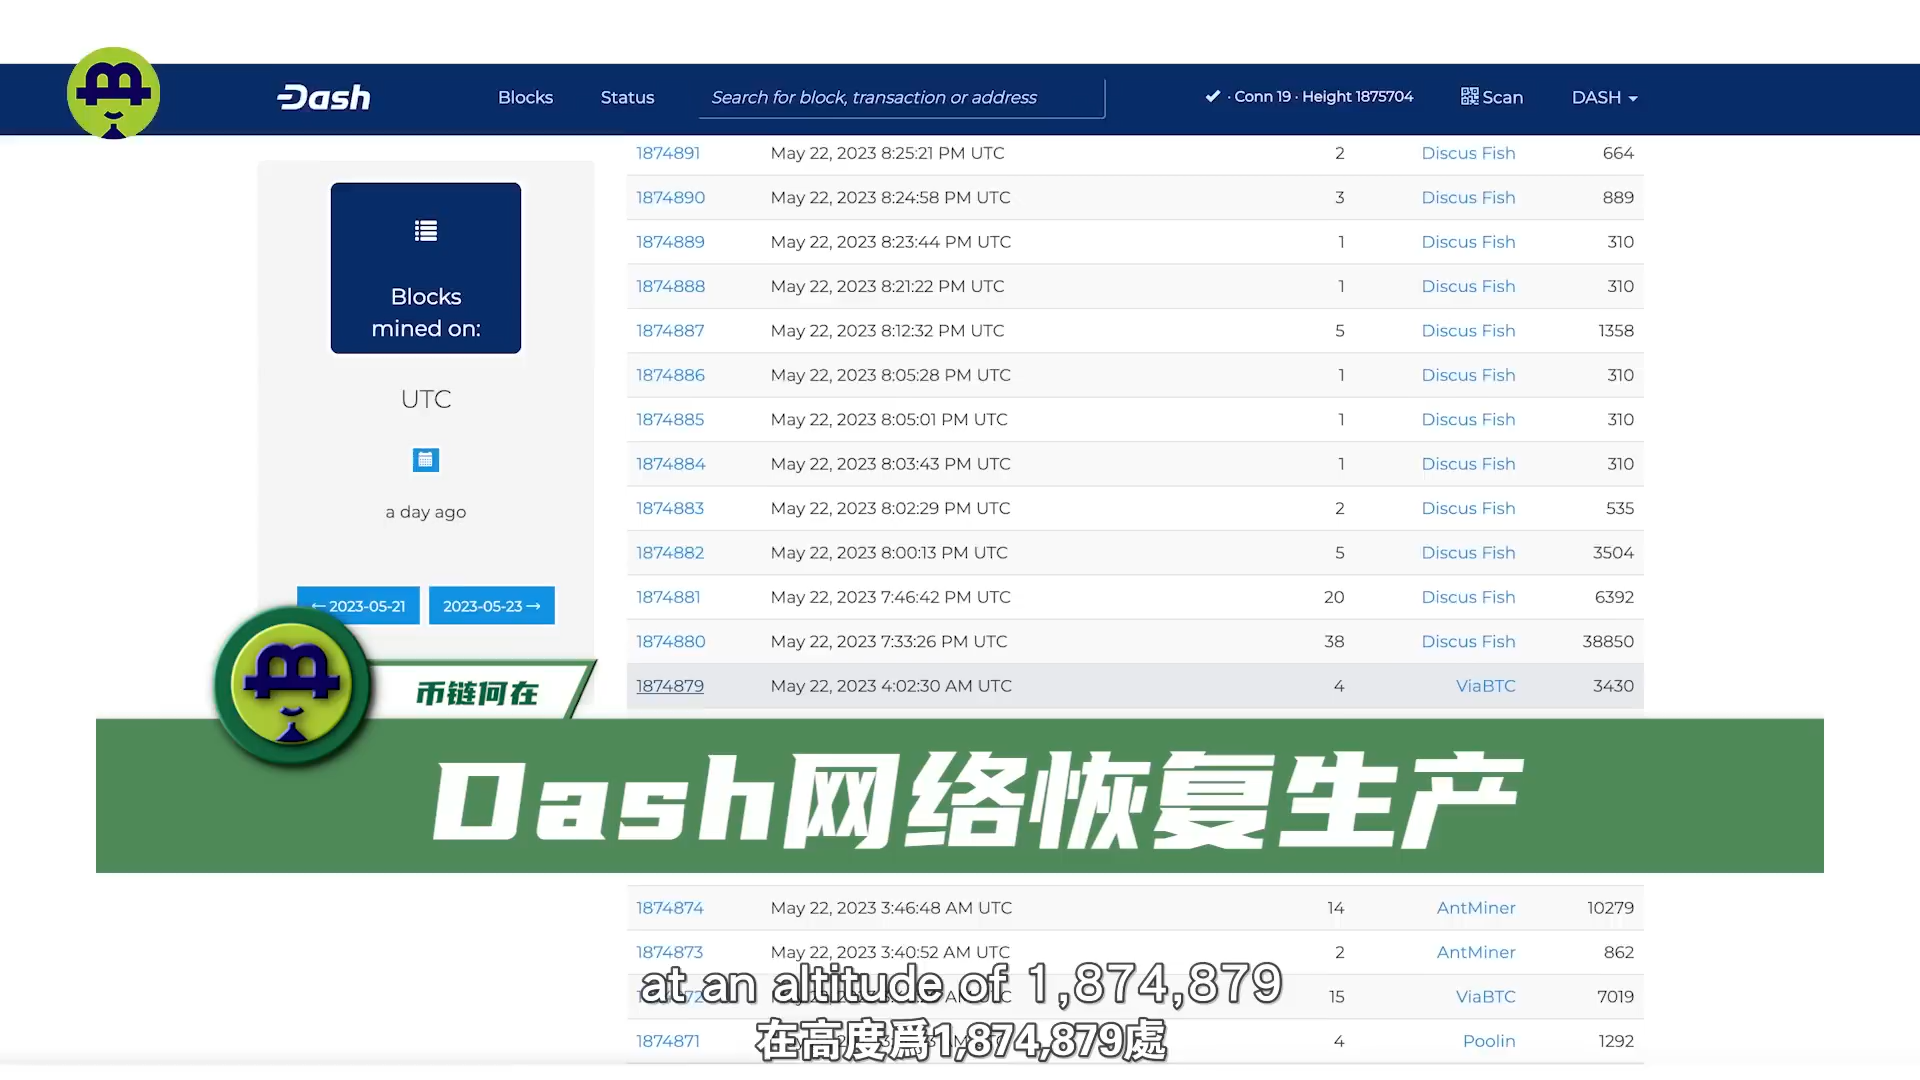 Dash Blocks Status Search for block, transaction or address · Conn 19 · Height 1875704 Scan DASH
1874891 May 22, 2023 8:25:21 PM UTC 2 Discus Fish 664
1874890 May 22, 2023 8:24:58 PM UTC 3 Discus Fish 889
1874889 May 22, 2023 8:23:44 PM UTC 1 Discus Fish 310
1874888 May 22, 2023 8:21:22 PM UTC 1 Discus Fish 310
1874887 May 22, 2023 8:12:32 PM UTC 5 Discus Fish 1358
1874886 May 22, 2023 8:05:28 PM UTC 1 Discus Fish 310
1874885 May 22, 2023 8:05:01 PM UTC 1 Discus Fish 310
1874884 May 22, 2023 8:03:43 PM UTC 1 Discus Fish 310
1874883 May 22, 2023 8:02:29 PM UTC 2 Discus Fish 535
1874882 May 22, 2023 8:00:13 PM UTC 5 Discus Fish 3504
1874881 May 22, 2023 7:46:42 PM UTC 20 Discus Fish 6392
1874880 May 22, 2023 7:33:26 PM UTC 38 Discus Fish 38850
1874879 May 22, 2023 4:02:30 AM UTC 4 ViaBTC 3430
Blocks
mined on:
UTC
a day ago
← 2023-05-21 2023-05-23 →
币链何在
Dash网络恢复生产
1874874 May 22, 2023 3:46:48 AM UTC 14 AntMiner 10279
1874873 May 22, 2023 3:40:52 AM UTC 2 AntMiner 862
15 ViaBTC 7019
1874871 4 Poolin 1292
at an altitude of 1,874,879
在高度爲1,874,879處